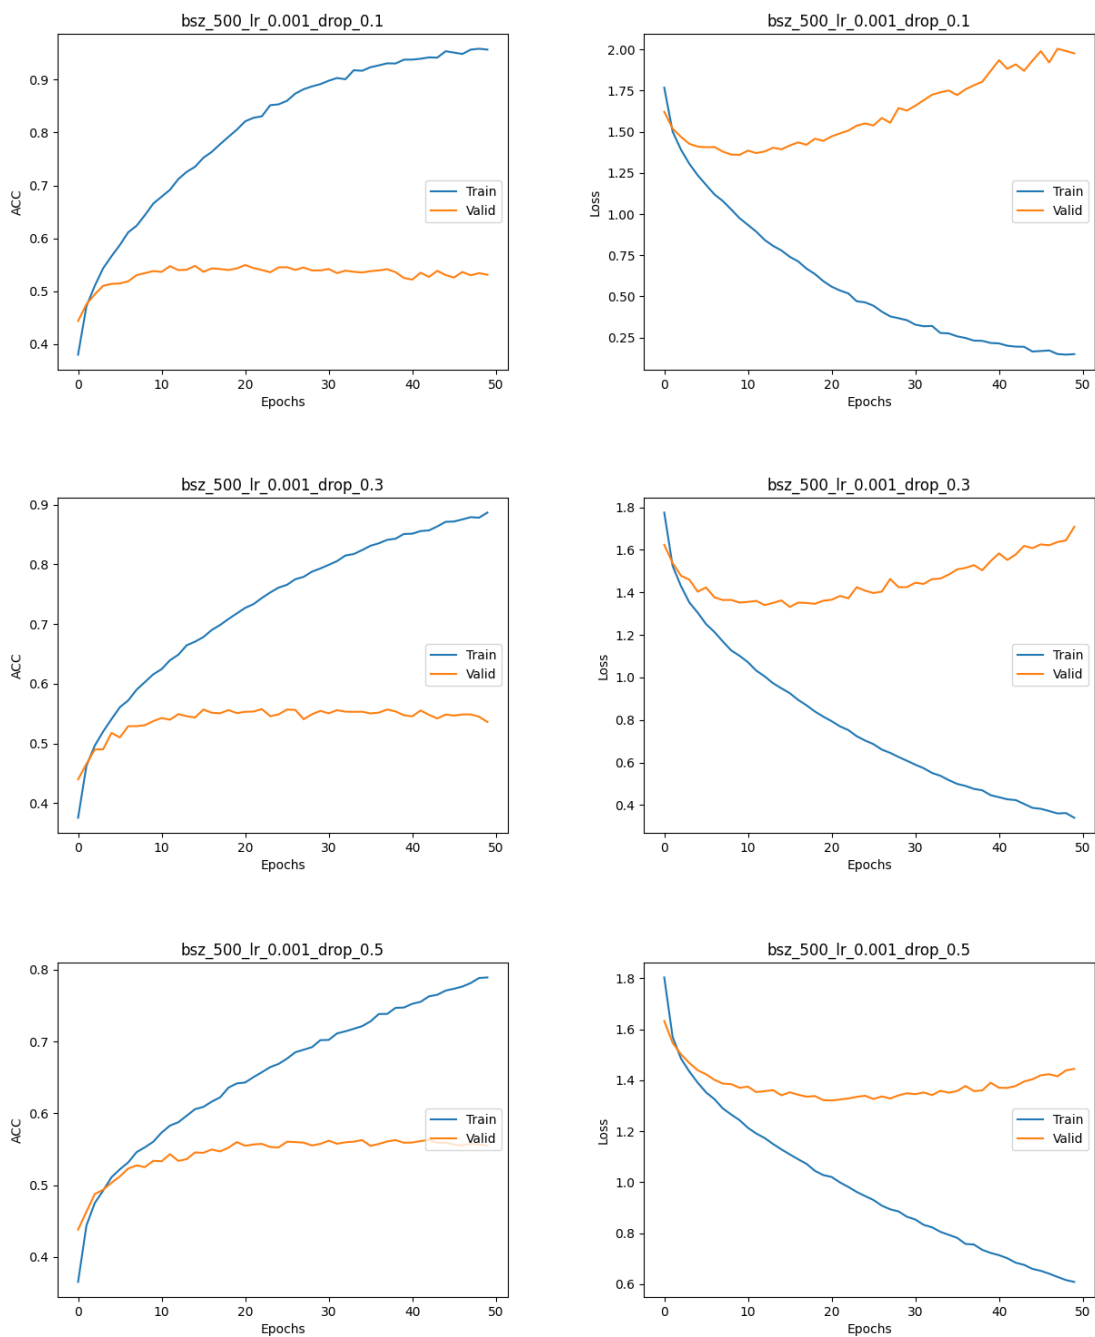 bsz_500_lr_0.001_drop_0.1
ACC
0.9
0.8
0.7
0.6
0.5
0.4
Train
Valid
0 10 20 30 40 50
Epochs
bsz_500_lr_0.001_drop_0.1
Loss
2.00
1.75
1.50
1.25
1.00
0.75
0.50
0.25
Train
Valid
0 10 20 30 40 50
Epochs
bsz_500_lr_0.001_drop_0.3
ACC
0.9
0.8
0.7
0.6
0.5
0.4
Train
Valid
0 10 20 30 40 50
Epochs
bsz_500_lr_0.001_drop_0.3
Loss
1.8
1.6
1.4
1.2
1.0
0.8
0.6
0.4
Train
Valid
0 10 20 30 40 50
Epochs
bsz_500_lr_0.001_drop_0.5
ACC
0.8
0.7
0.6
0.5
0.4
Train
Valid
0 10 20 30 40 50
Epochs
bsz_500_lr_0.001_drop_0.5
Loss
1.8
1.6
1.4
1.2
1.0
0.8
0.6
Train
Valid
0 10 20 30 40 50
Epochs